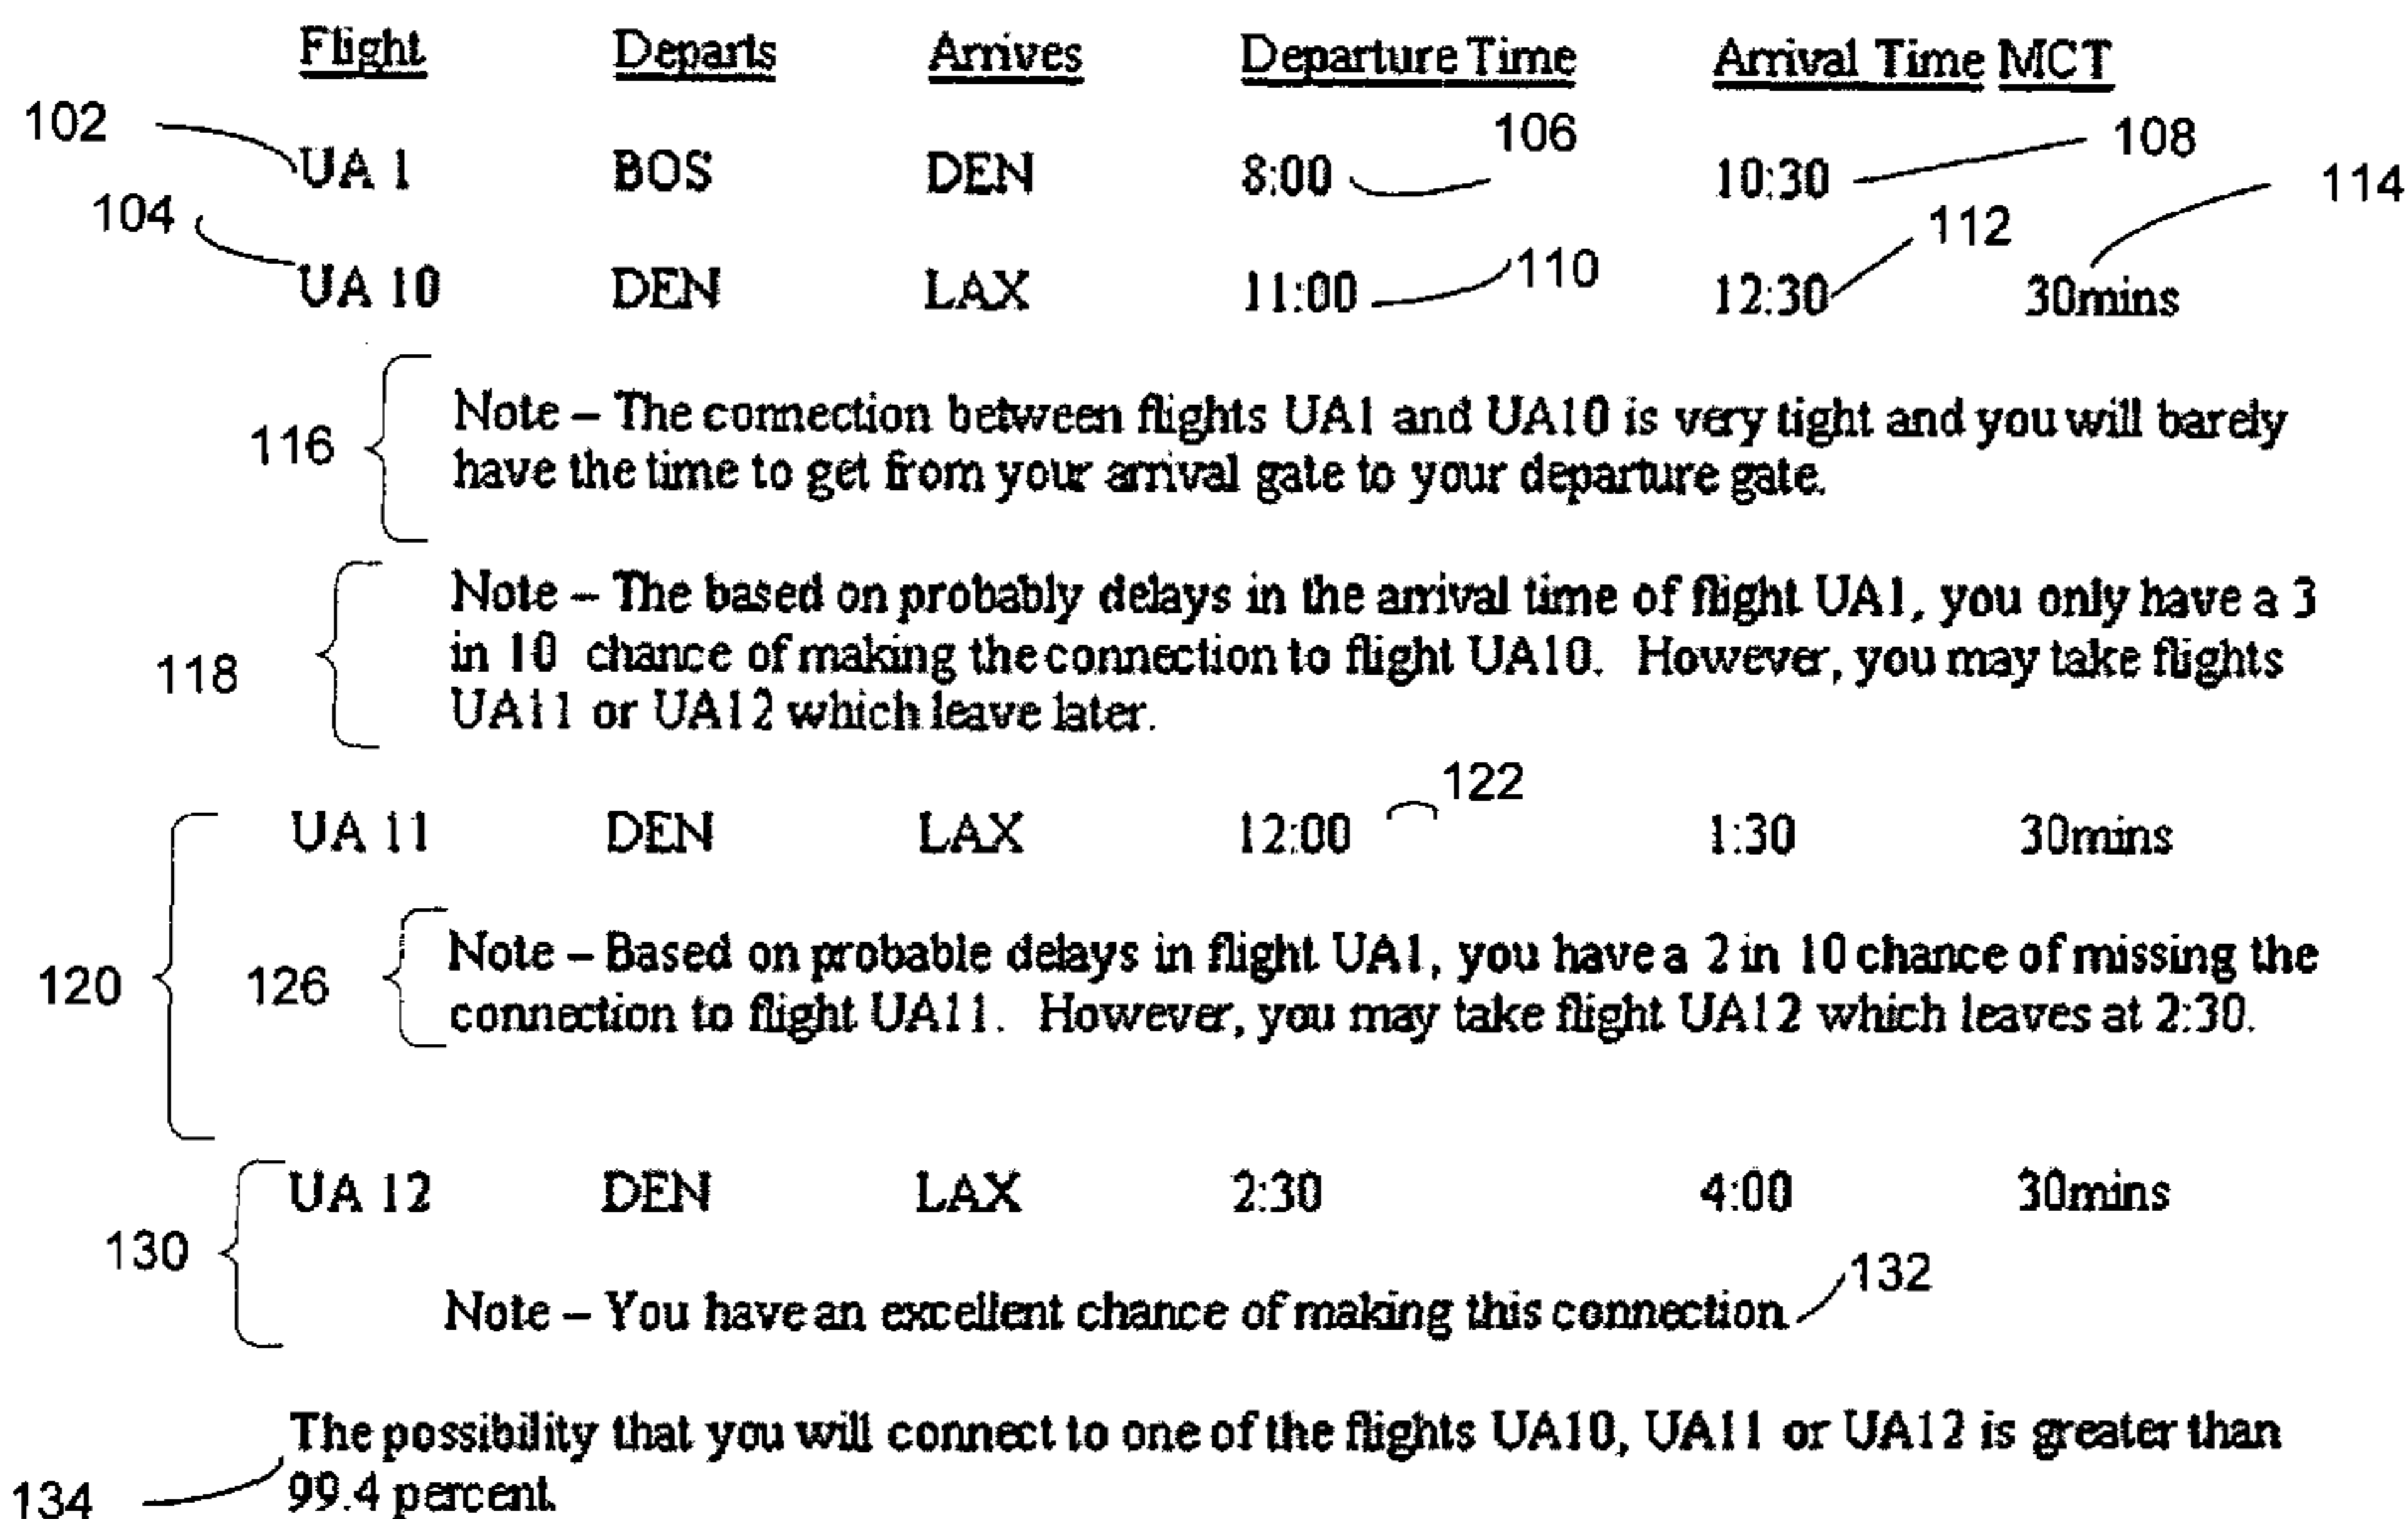 Flight Departs Arrives Departure Time Arrival Time MCT
102 106 108
UA 1 BOS DEN 8:00 10:30 114
104 112
UA 10 DEN LAX 11:00 110 12:30 30mins
116 Note – The connection between flights UA1 and UA10 is very tight and you will barely
have the time to get from your arrival gate to your departure gate.
118 Note – The based on probably delays in the arrival time of flight UA1, you only have a 3
in 10 chance of making the connection to flight UA10. However, you may take flights
UA11 or UA12 which leave later.
122
UA 11 DEN LAX 12:00 1:30 30mins
120 126 Note – Based on probable delays in flight UA1, you have a 2 in 10 chance of missing the
connection to flight UA11. However, you may take flight UA12 which leaves at 2:30.
UA 12 DEN LAX 2:30 4:00 30mins
130 132
Note – You have an excellent chance of making this connection
The possibility that you will connect to one of the flights UA10, UA11 or UA12 is greater than
134 99.4 percent.